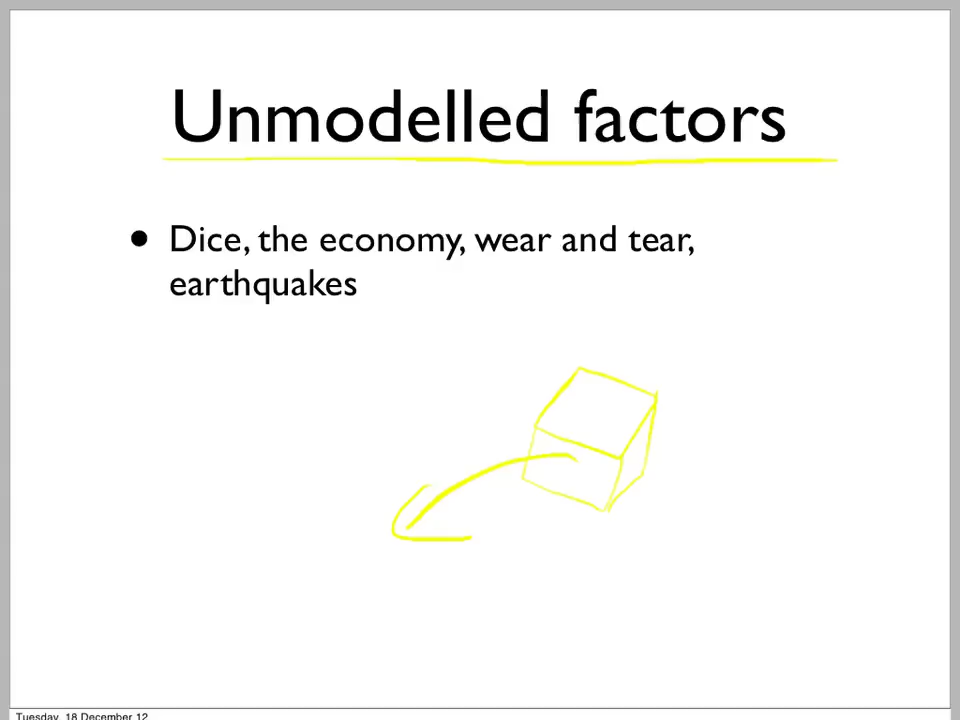 Unmodelled factors
• Dice, the economy, wear and tear,
earthquakes
Tuesday, 18 December 12